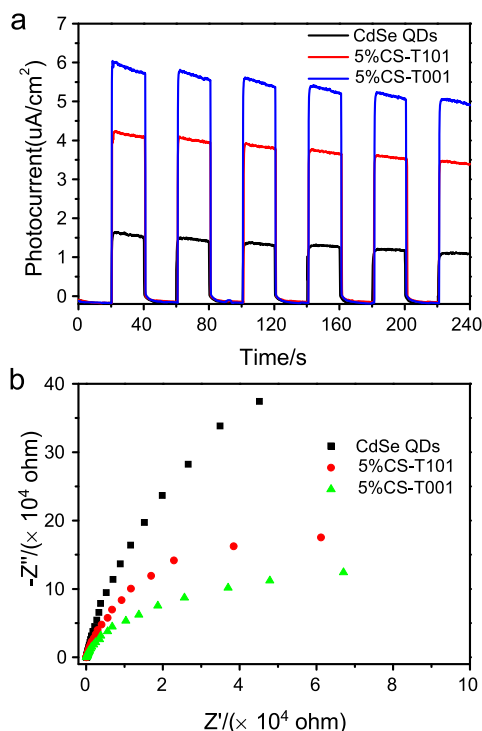 a
7
6
5
4
3
2
1
0
Photocurrent(uA/cm²)
CdSe QDs
5%CS-T101
5%CS-T001
0 40 80 120 160 200 240
Time/s
b
40
30
20
10
0
-Z''/(× 10⁴ ohm)
CdSe QDs
5%CS-T101
5%CS-T001
0 2 4 6 8 10
Z'/(× 10⁴ ohm)